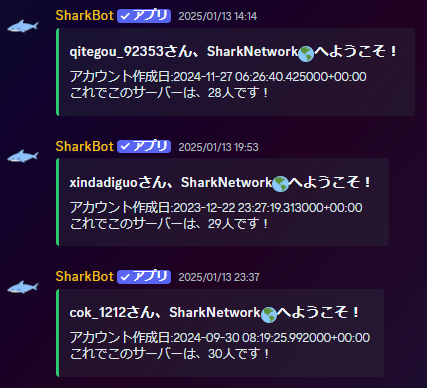 SharkBot ✓ アプリ 2025/01/13 14:14
qitegou_92353さん、SharkNetwork🌎へようこそ！
アカウント作成日:2024-11-27 06:26:40.425000+00:00
これでこのサーバーは、28人です！
SharkBot ✓ アプリ 2025/01/13 19:53
xindadiguoさん、SharkNetwork🌎へようこそ！
アカウント作成日:2023-12-22 23:27:19.313000+00:00
これでこのサーバーは、29人です！
SharkBot ✓ アプリ 2025/01/13 23:37
cok_1212さん、SharkNetwork🌎へようこそ！
アカウント作成日:2024-09-30 08:19:25.992000+00:00
これでこのサーバーは、30人です！